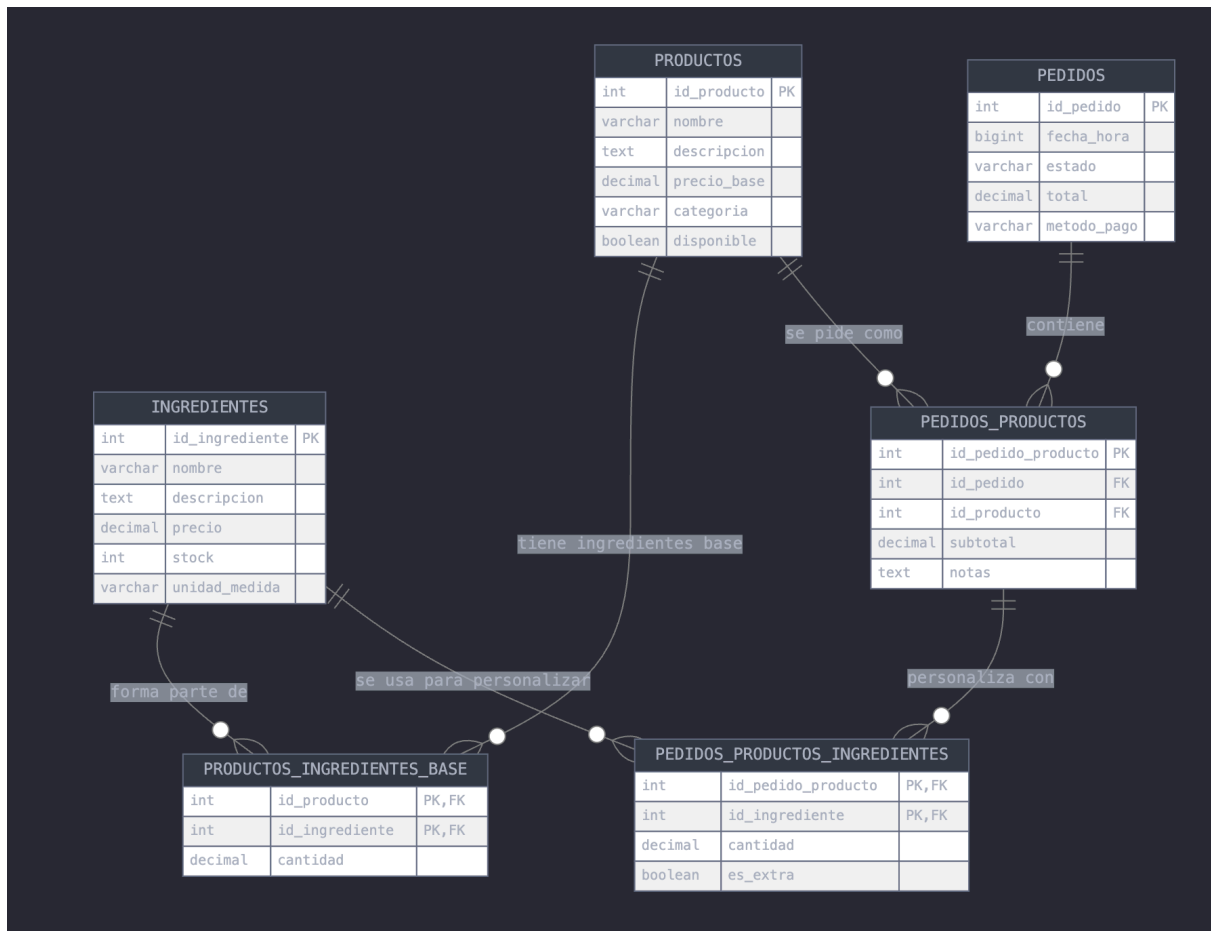 PRODUCTOS
int id_producto PK
varchar nombre
text descripcion
decimal precio_base
varchar categoria
boolean disponible
PEDIDOS
int id_pedido PK
bigint fecha_hora
varchar estado
decimal total
varchar metodo_pago
se pide como
contiene
INGREDIENTES
int id_ingrediente PK
varchar nombre
text descripcion
decimal precio
int stock
varchar unidad_medida
PEDIDOS_PRODUCTOS
int id_pedido_producto PK
int id_pedido FK
int id_producto FK
decimal subtotal
text notas
tiene ingredientes base
forma parte de
se usa para personalizar
personaliza con
PRODUCTOS_INGREDIENTES_BASE
int id_producto PK,FK
int id_ingrediente PK,FK
decimal cantidad
PEDIDOS_PRODUCTOS_INGREDIENTES
int id_pedido_producto PK,FK
int id_ingrediente PK,FK
decimal cantidad
boolean es_extra